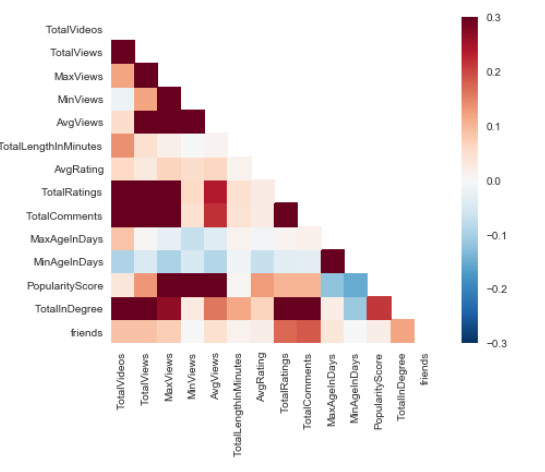 TotalVideos
TotalViews
MaxViews
MinViews
AvgViews
TotalLengthInMinutes
AvgRating
TotalRatings
TotalComments
MaxAgeInDays
MinAgeInDays
PopularityScore
TotalInDegree
friends
TotalVideos
TotalViews
MaxViews
MinViews
AvgViews
TotalLengthInMinutes
AvgRating
TotalRatings
TotalComments
MaxAgeInDays
MinAgeInDays
PopularityScore
TotalInDegree
friends
0.3
0.2
0.1
0.0
−0.1
−0.2
−0.3